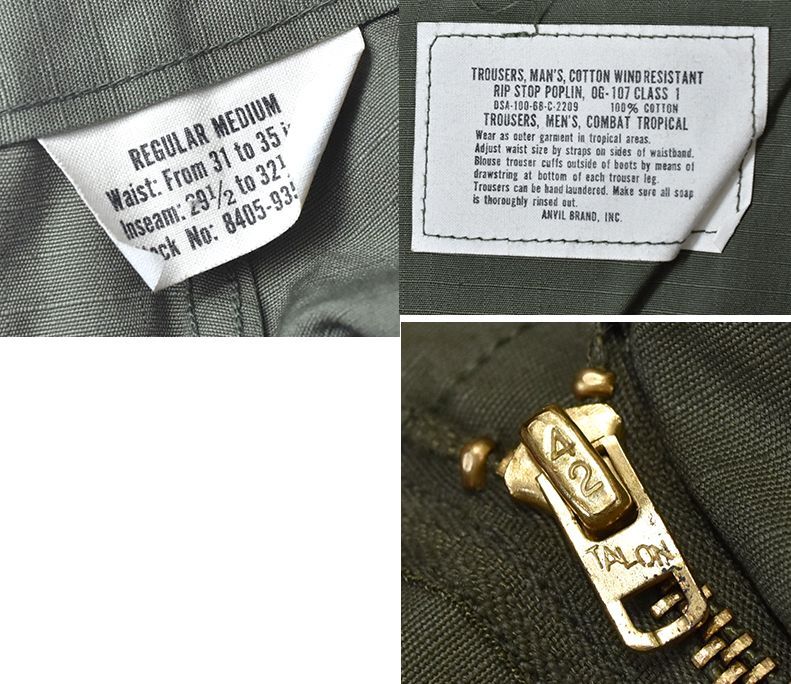 REGULAR MEDIUM
Waist: From 31 to 35
Inseam: 29½ to 32½
ock No: 8405-935
TROUSERS, MAN'S, COTTON WIND RESISTANT
RIP STOP POPLIN, OG-107 CLASS 1
DSA-100-68-C-2209 100% COTTON
TROUSERS, MEN'S, COMBAT TROPICAL
Wear as outer garment in tropical areas.
Adjust waist size by straps on sides of waistband.
Blouse trouser cuffs outside of boots by means of
drawstring at bottom of each trouser leg.
Trousers can be hand laundered. Make sure all soap
is thoroughly rinsed out.
ANVIL BRAND, INC.
42
TALON